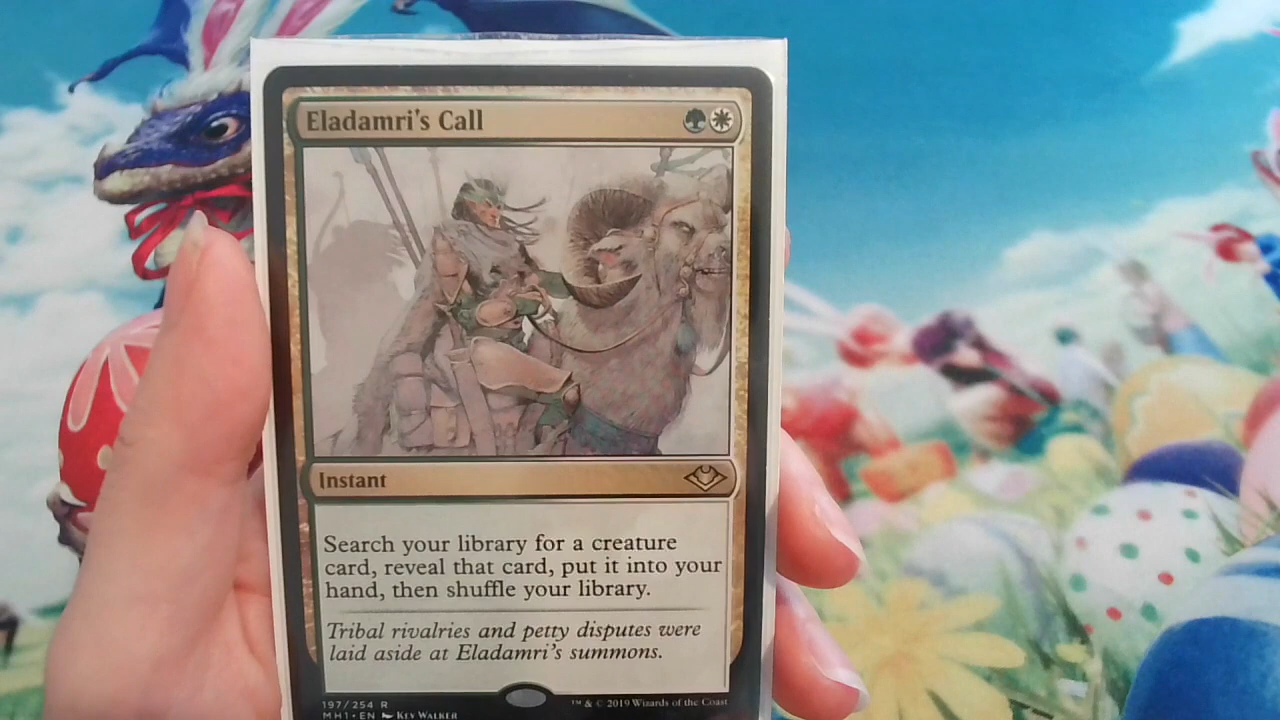 Eladamri's Call
Instant
Search your library for a creature
card, reveal that card, put it into your
hand, then shuffle your library.
Tribal rivalries and petty disputes were
laid aside at Eladamri's summons.
197/254 R
MH1 • EN Kev Walker
™ & © 2019 Wizards of the Coast